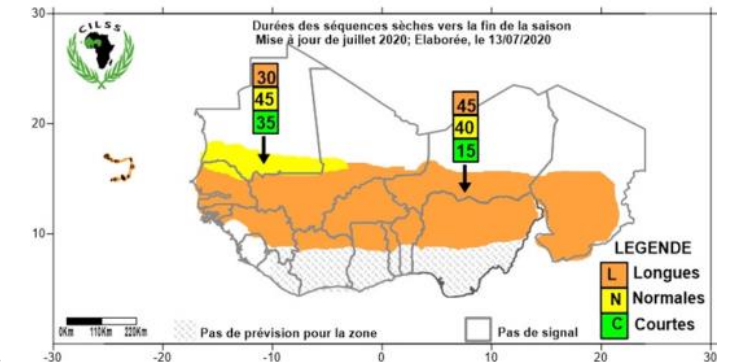 30
Durées des séquences sèches vers la fin de la saison
Mise à jour de juillet 2020; Elaborée, le 13/07/2020
CILSS
30
45
35
45
40
15
20
10
LEGENDE
L Longues
N Normales
C Courtes
0Km 110Km 220Km
Pas de prévision pour la zone
Pas de signal
-30
-20
-10
0
10
20
30